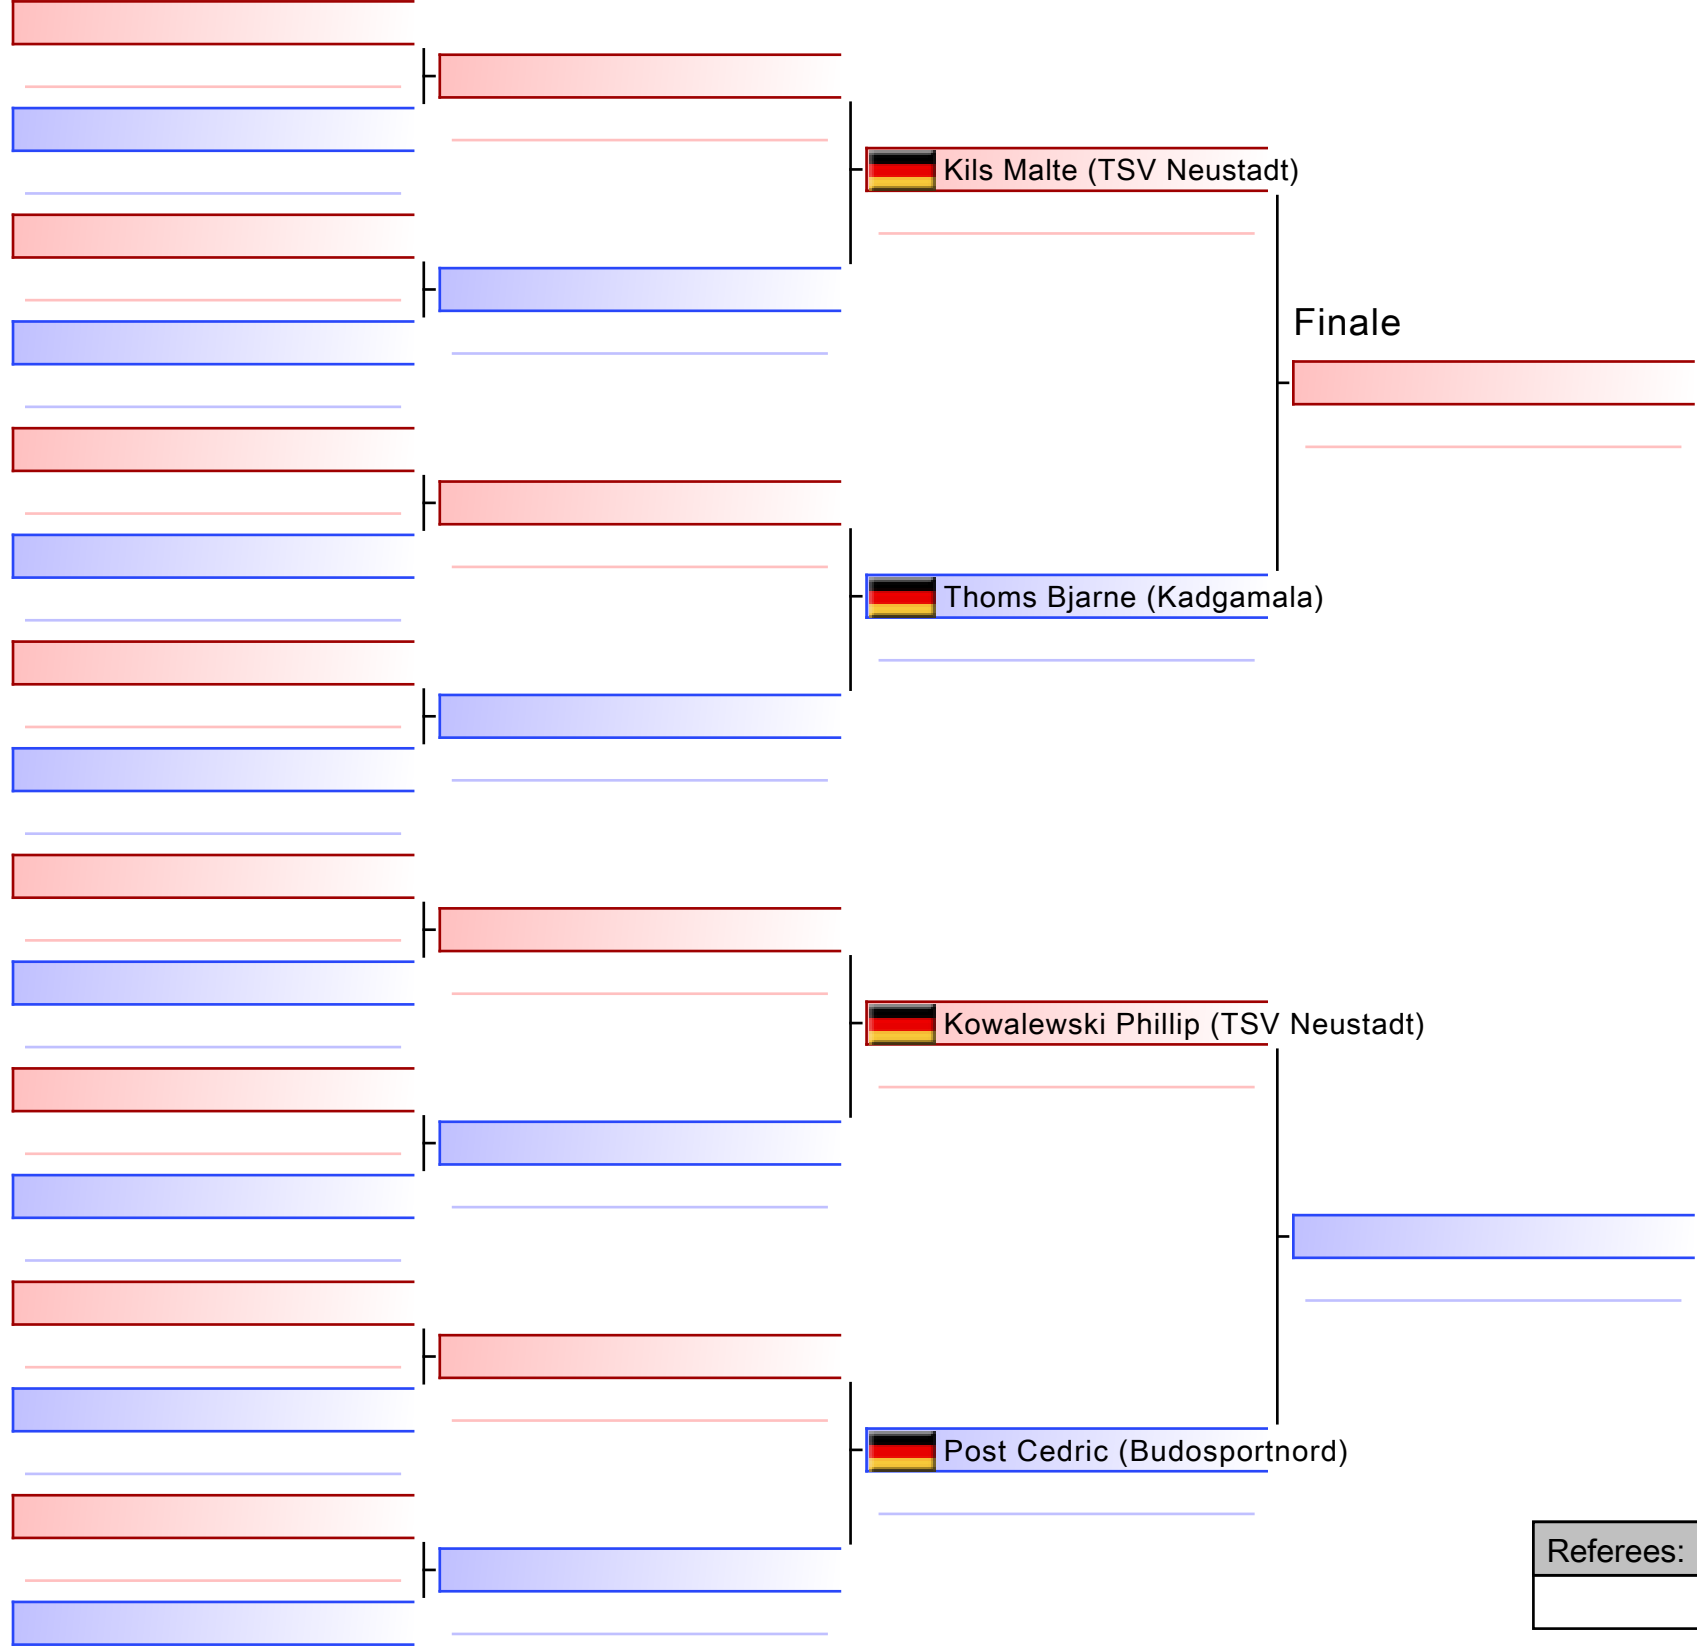 Kils Malte (TSV Neustadt)
Finale
Thoms Bjarne (Kadgamala)
Kowalewski Phillip (TSV Neustadt)
Post Cedric (Budosportnord)
Referees: